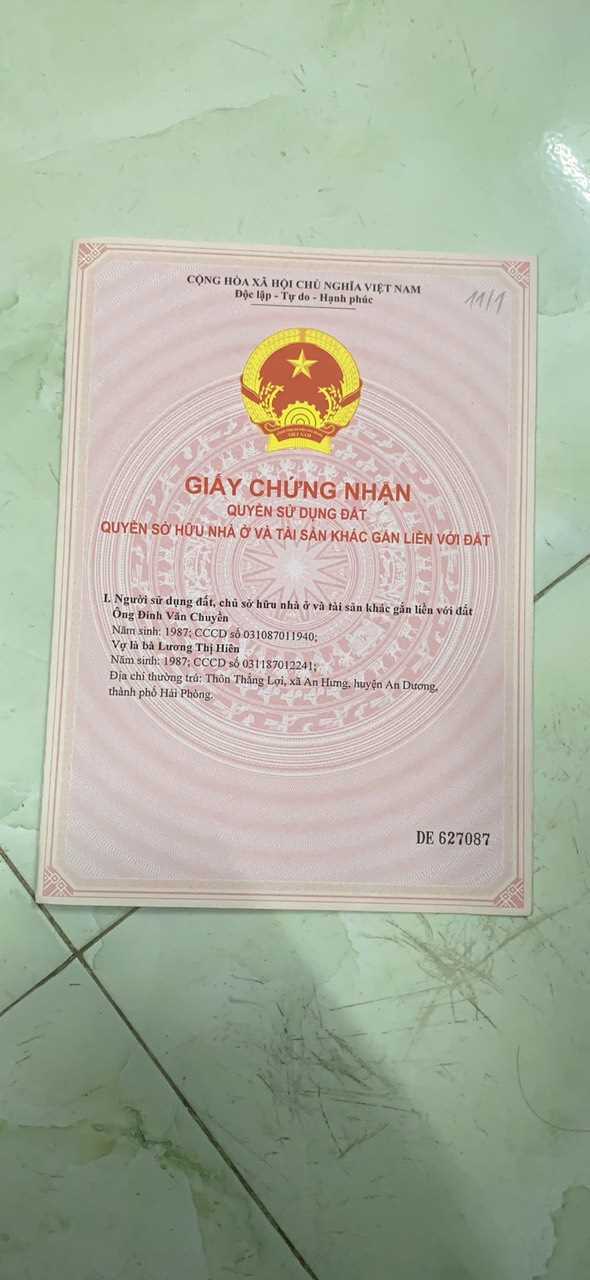 CỘNG HÒA XÃ HỘI CHỦ NGHĨA VIỆT NAM
Độc lập - Tự do - Hạnh phúc
11/1
VIỆT NAM
GIẤY CHỨNG NHẬN
QUYỀN SỬ DỤNG ĐẤT
QUYỀN SỞ HỮU NHÀ Ở VÀ TÀI SẢN KHÁC GẮN LIỀN VỚI ĐẤT
I. Người sử dụng đất, chủ sở hữu nhà ở và tài sản khác gắn liền với đất
Ông Đinh Văn Chuyền
Năm sinh: 1987; CCCD số 031087011940;
Vợ là bà Lương Thị Hiên
Năm sinh: 1987; CCCD số 031187012241;
Địa chỉ thường trú: Thôn Thắng Lợi, xã An Hưng, huyện An Dương,
thành phố Hải Phòng.
DE 627087